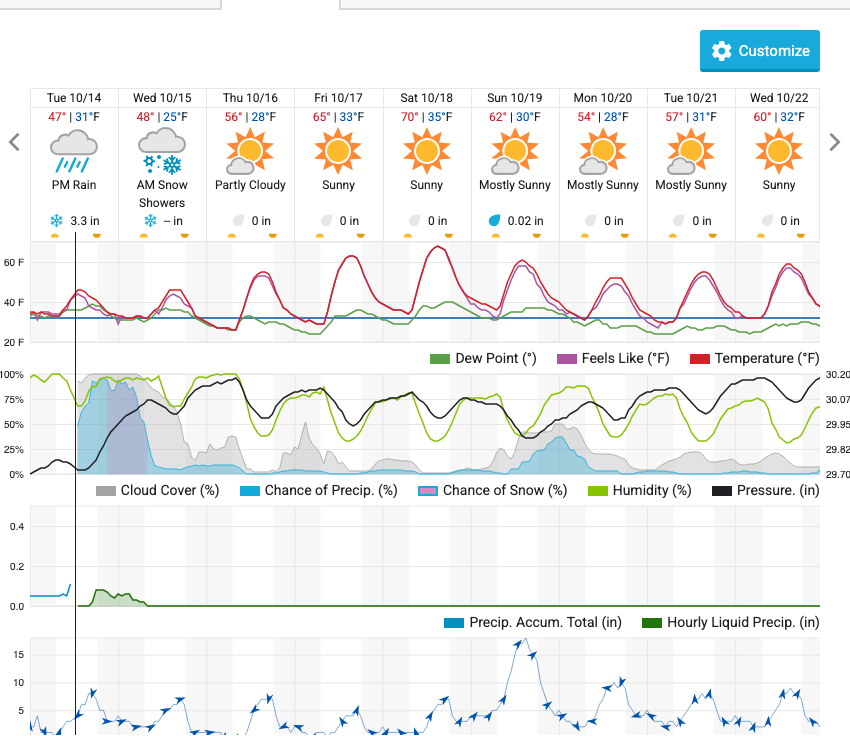 Customize
Tue 10/14 Wed 10/15 Thu 10/16 Fri 10/17 Sat 10/18 Sun 10/19 Mon 10/20 Tue 10/21 Wed 10/22
47° | 31°F 48° | 25°F 56° | 28°F 65° | 33°F 70° | 35°F 62° | 30°F 54° | 28°F 57° | 31°F 60° | 32°F
PM Rain AM Snow Partly Cloudy Sunny Sunny Mostly Sunny Mostly Sunny Mostly Sunny Sunny
Showers
3.3 in -- in 0 in 0 in 0 in 0.02 in 0 in 0 in 0 in
60 F
40 F
20 F
Dew Point (°) Feels Like (°F) Temperature (°F)
100% 30.20
75% 30.07
50% 29.95
25% 29.82
0% 29.70
Cloud Cover (%) Chance of Precip. (%) Chance of Snow (%) Humidity (%) Pressure. (in)
0.4
0.2
0.0
Precip. Accum. Total (in) Hourly Liquid Precip. (in)
15
10
5